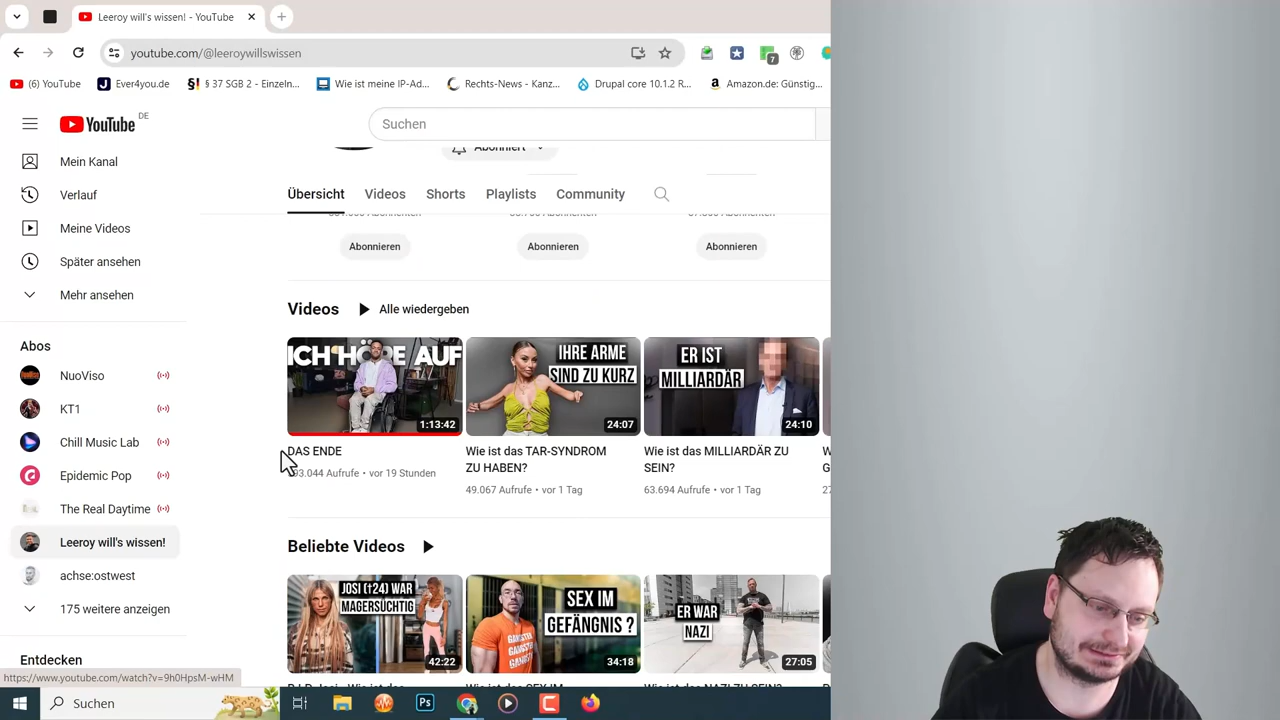 Leeroy will's wissen! - YouTube
youtube.com/@leeroywillswissen
7
(6) YouTube
Ever4you.de
§ 37 SGB 2 - Einzeln...
Wie ist meine IP-Ad...
Rechts-News - Kanz...
Drupal core 10.1.2 R...
Amazon.de: Günstig...
YouTube DE
Suchen
Mein Kanal
Verlauf
Meine Videos
Später ansehen
Mehr ansehen
Abos
NuoViso
KT1
Chill Music Lab
Epidemic Pop
The Real Daytime
Leeroy will's wissen!
achse:ostwest
175 weitere anzeigen
Entdecken
https://www.youtube.com/watch?v=9h0HpsM-wHM
Abonniert
Übersicht
Videos
Shorts
Playlists
Community
Abonnieren
Abonnieren
Abonnieren
Videos
Alle wiedergeben
ICH HÖRE AUF
1:13:42
DAS ENDE
vor 19 Stunden
IHRE ARME
SIND ZU KURZ
24:07
Wie ist das TAR-SYNDROM
ZU HABEN?
49.067 Aufrufe • vor 1 Tag
ER IST
MILLIARDÄR
24:10
Wie ist das MILLIARDÄR ZU
SEIN?
63.694 Aufrufe • vor 1 Tag
Beliebte Videos
JOSI (†24) WAR
MAGERSÜCHTIG
42:22
SEX IM
GEFÄNGNIS ?
GANGSTER
34:18
ER WAR
NAZI
27:05
Suchen
Ps